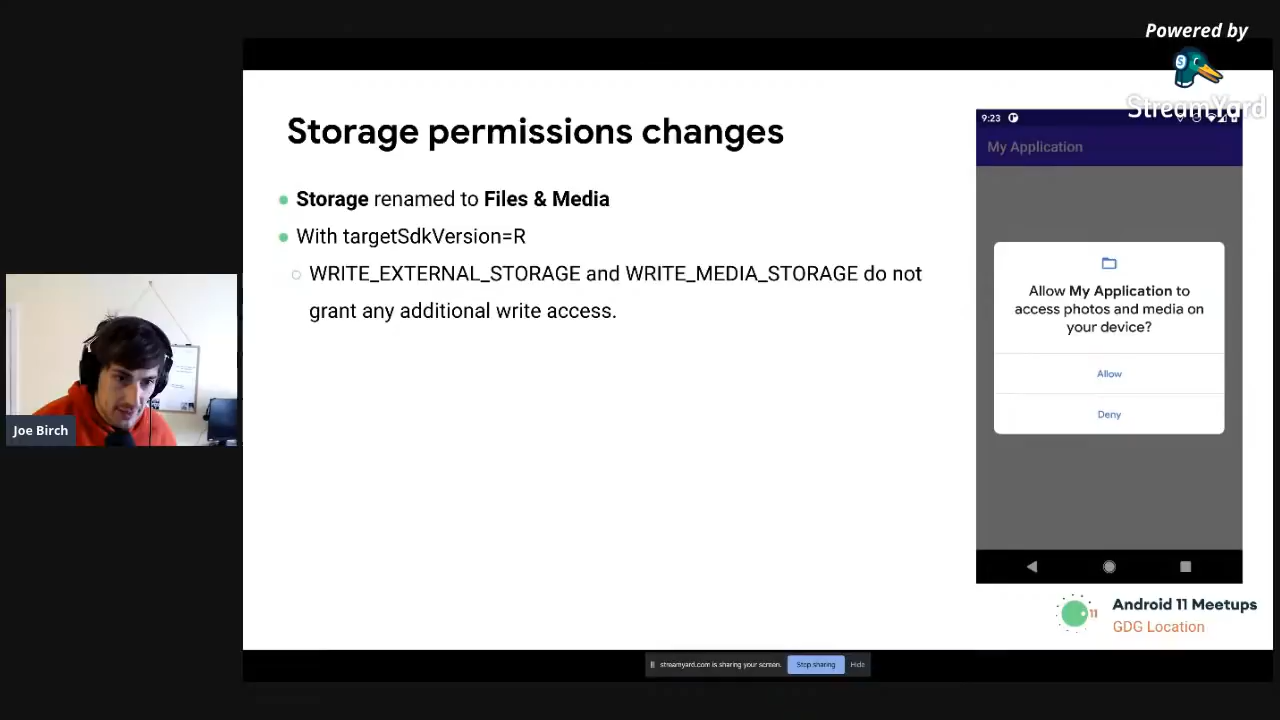 Powered by
StreamYard
Storage permissions changes
Storage renamed to Files & Media
With targetSdkVersion=R
WRITE_EXTERNAL_STORAGE and WRITE_MEDIA_STORAGE do not
grant any additional write access.
9:23
My Application
Allow My Application to
access photos and media on
your device?
Allow
Deny
Joe Birch
11
Android 11 Meetups
GDG Location
streamyard.com is sharing your screen.
Stop sharing
Hide